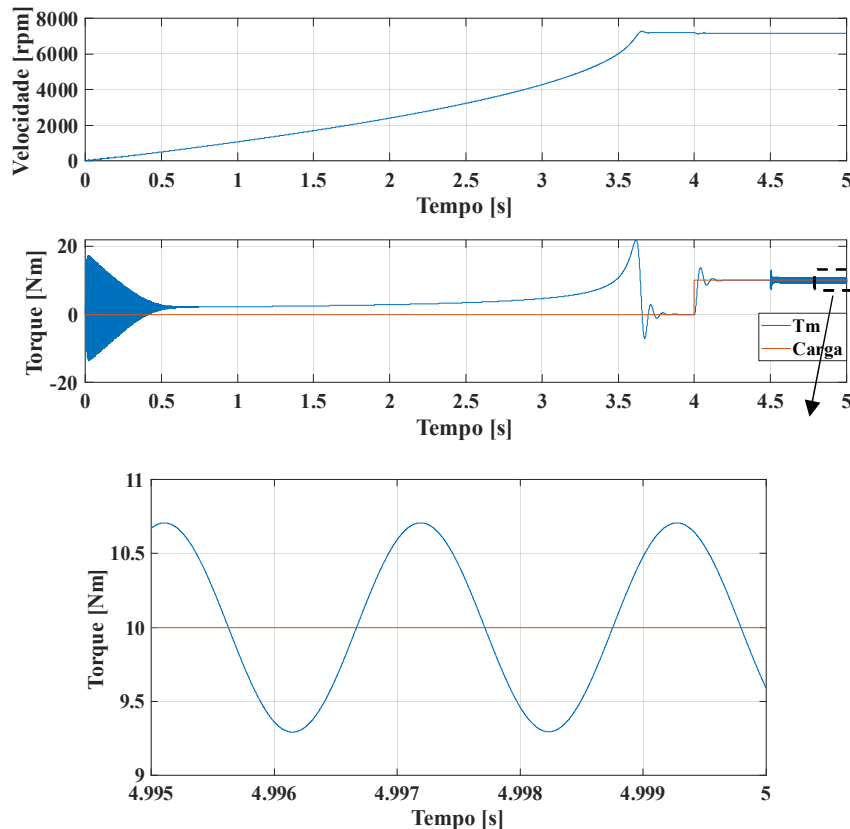 8000
6000
4000
2000
0
Velocidade [rpm]
0 0.5 1 1.5 2 2.5 3 3.5 4 4.5 5
Tempo [s]
20
0
-20
Torque [Nm]
Tm
Carga
0 0.5 1 1.5 2 2.5 3 3.5 4 4.5 5
Tempo [s]
11
10.5
10
9.5
9
Torque [Nm]
4.995 4.996 4.997 4.998 4.999 5
Tempo [s]